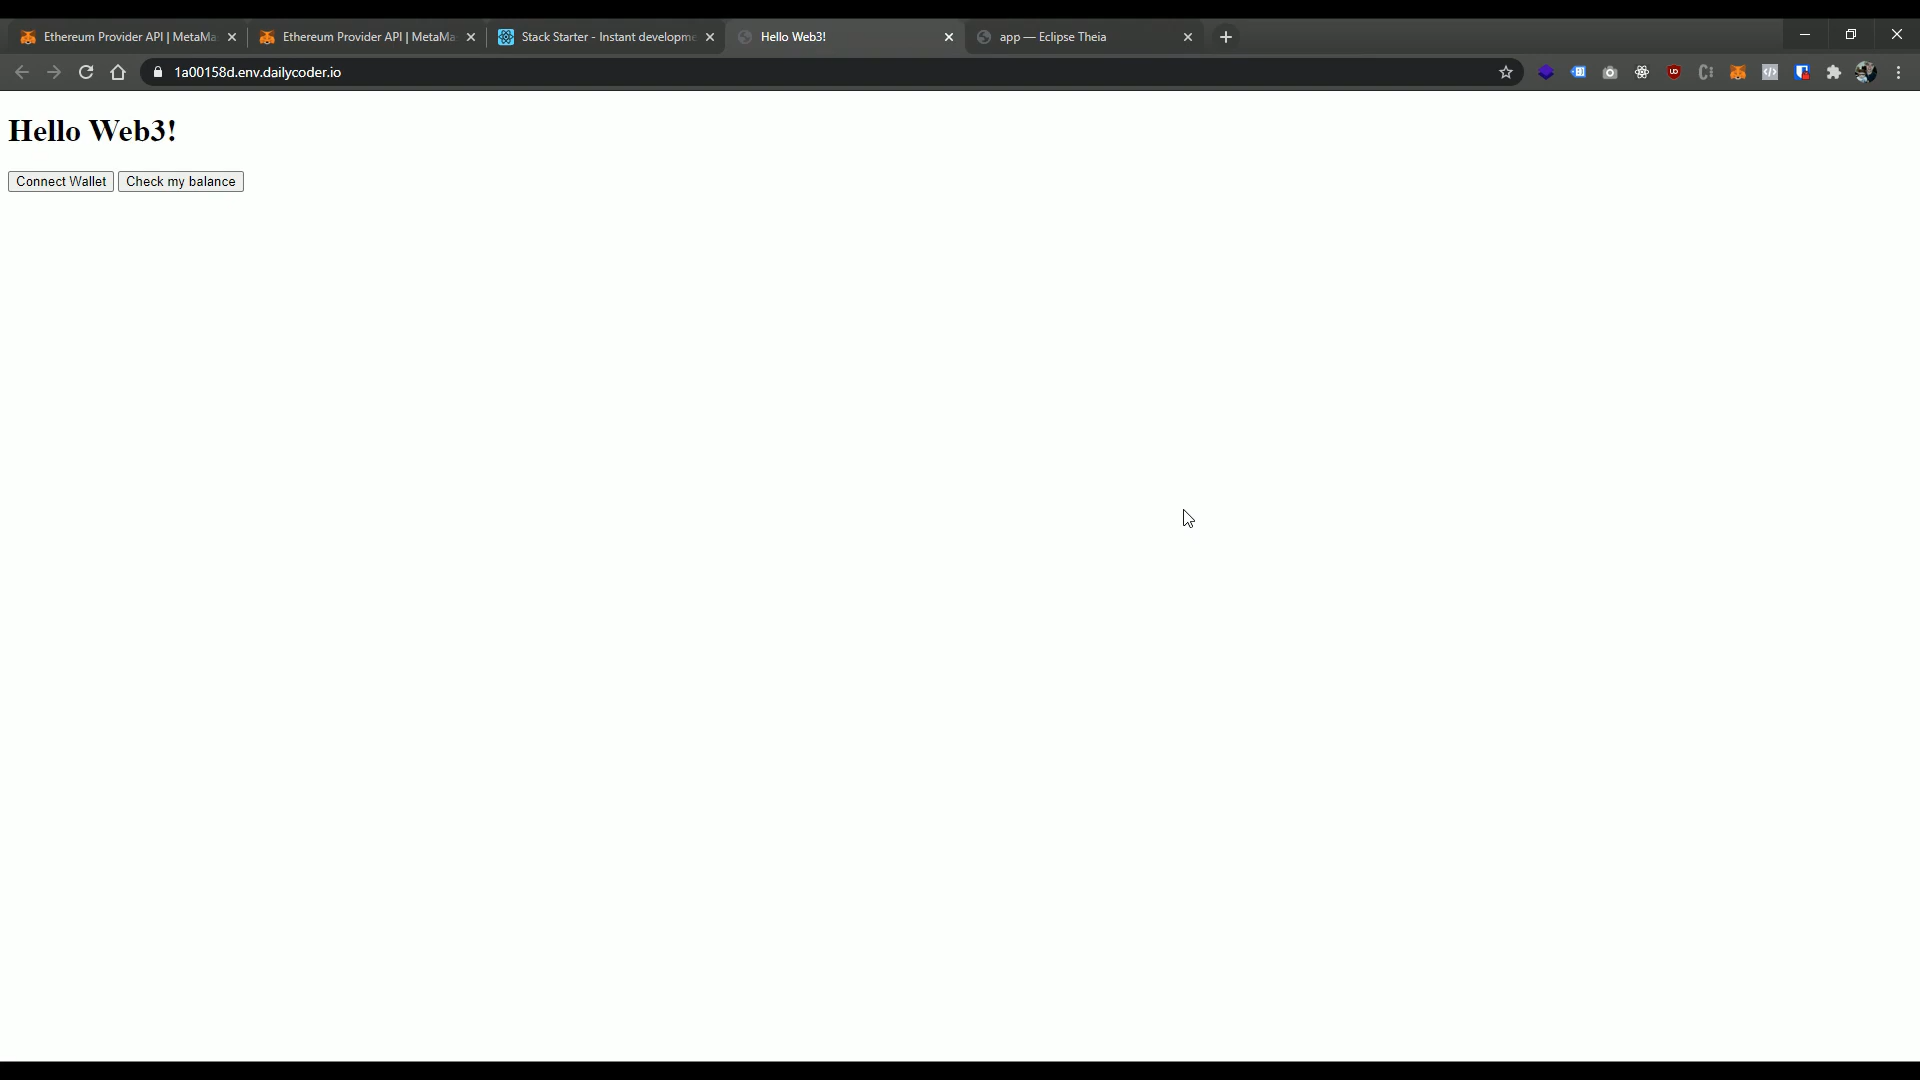 Ethereum Provider API | MetaMa
Ethereum Provider API | MetaMa
Stack Starter - Instant developme
Hello Web3!
app — Eclipse Theia
1a00158d.env.dailycoder.io
Hello Web3!
Connect Wallet
Check my balance